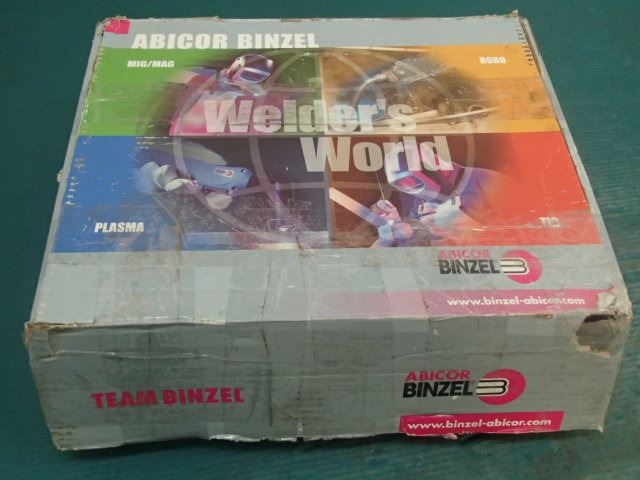 ABICOR BINZEL
MIG/MAG
ROBO
Welder's
World
PLASMA
TIG
ABICOR
BINZEL
www.binzel-abicor.com
TEAM BINZEL
ABICOR
BINZEL
www.binzel-abicor.com